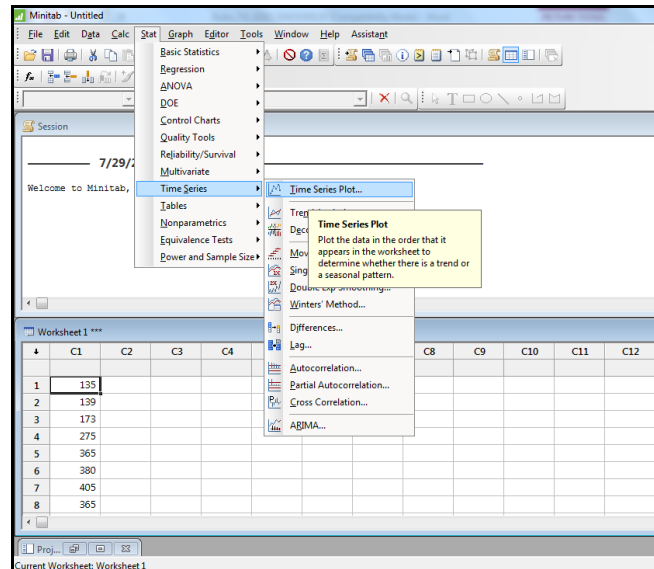 Minitab - Untitled
File Edit Data Calc Stat Graph Editor Tools Window Help Assistant
Basic Statistics
Regression
ANOVA
DOE
Control Charts
Quality Tools
Reliability/Survival
Multivariate
Time Series
Tables
Nonparametrics
Equivalence Tests
Power and Sample Size
Session
7/29/2
Welcome to Minitab,
Time Series Plot...
Time Series Plot
Plot the data in the order that it
appears in the worksheet to
determine whether there is a trend or
a seasonal pattern.
Winters' Method...
Differences...
Lag...
Autocorrelation...
Partial Autocorrelation...
Cross Correlation...
ARIMA...
Worksheet 1 ***
C1 C2 C3 C4 C8 C9 C10 C11 C12
1 135
2 139
3 173
4 275
5 365
6 380
7 405
8 365
Proj...
Current Worksheet: Worksheet 1